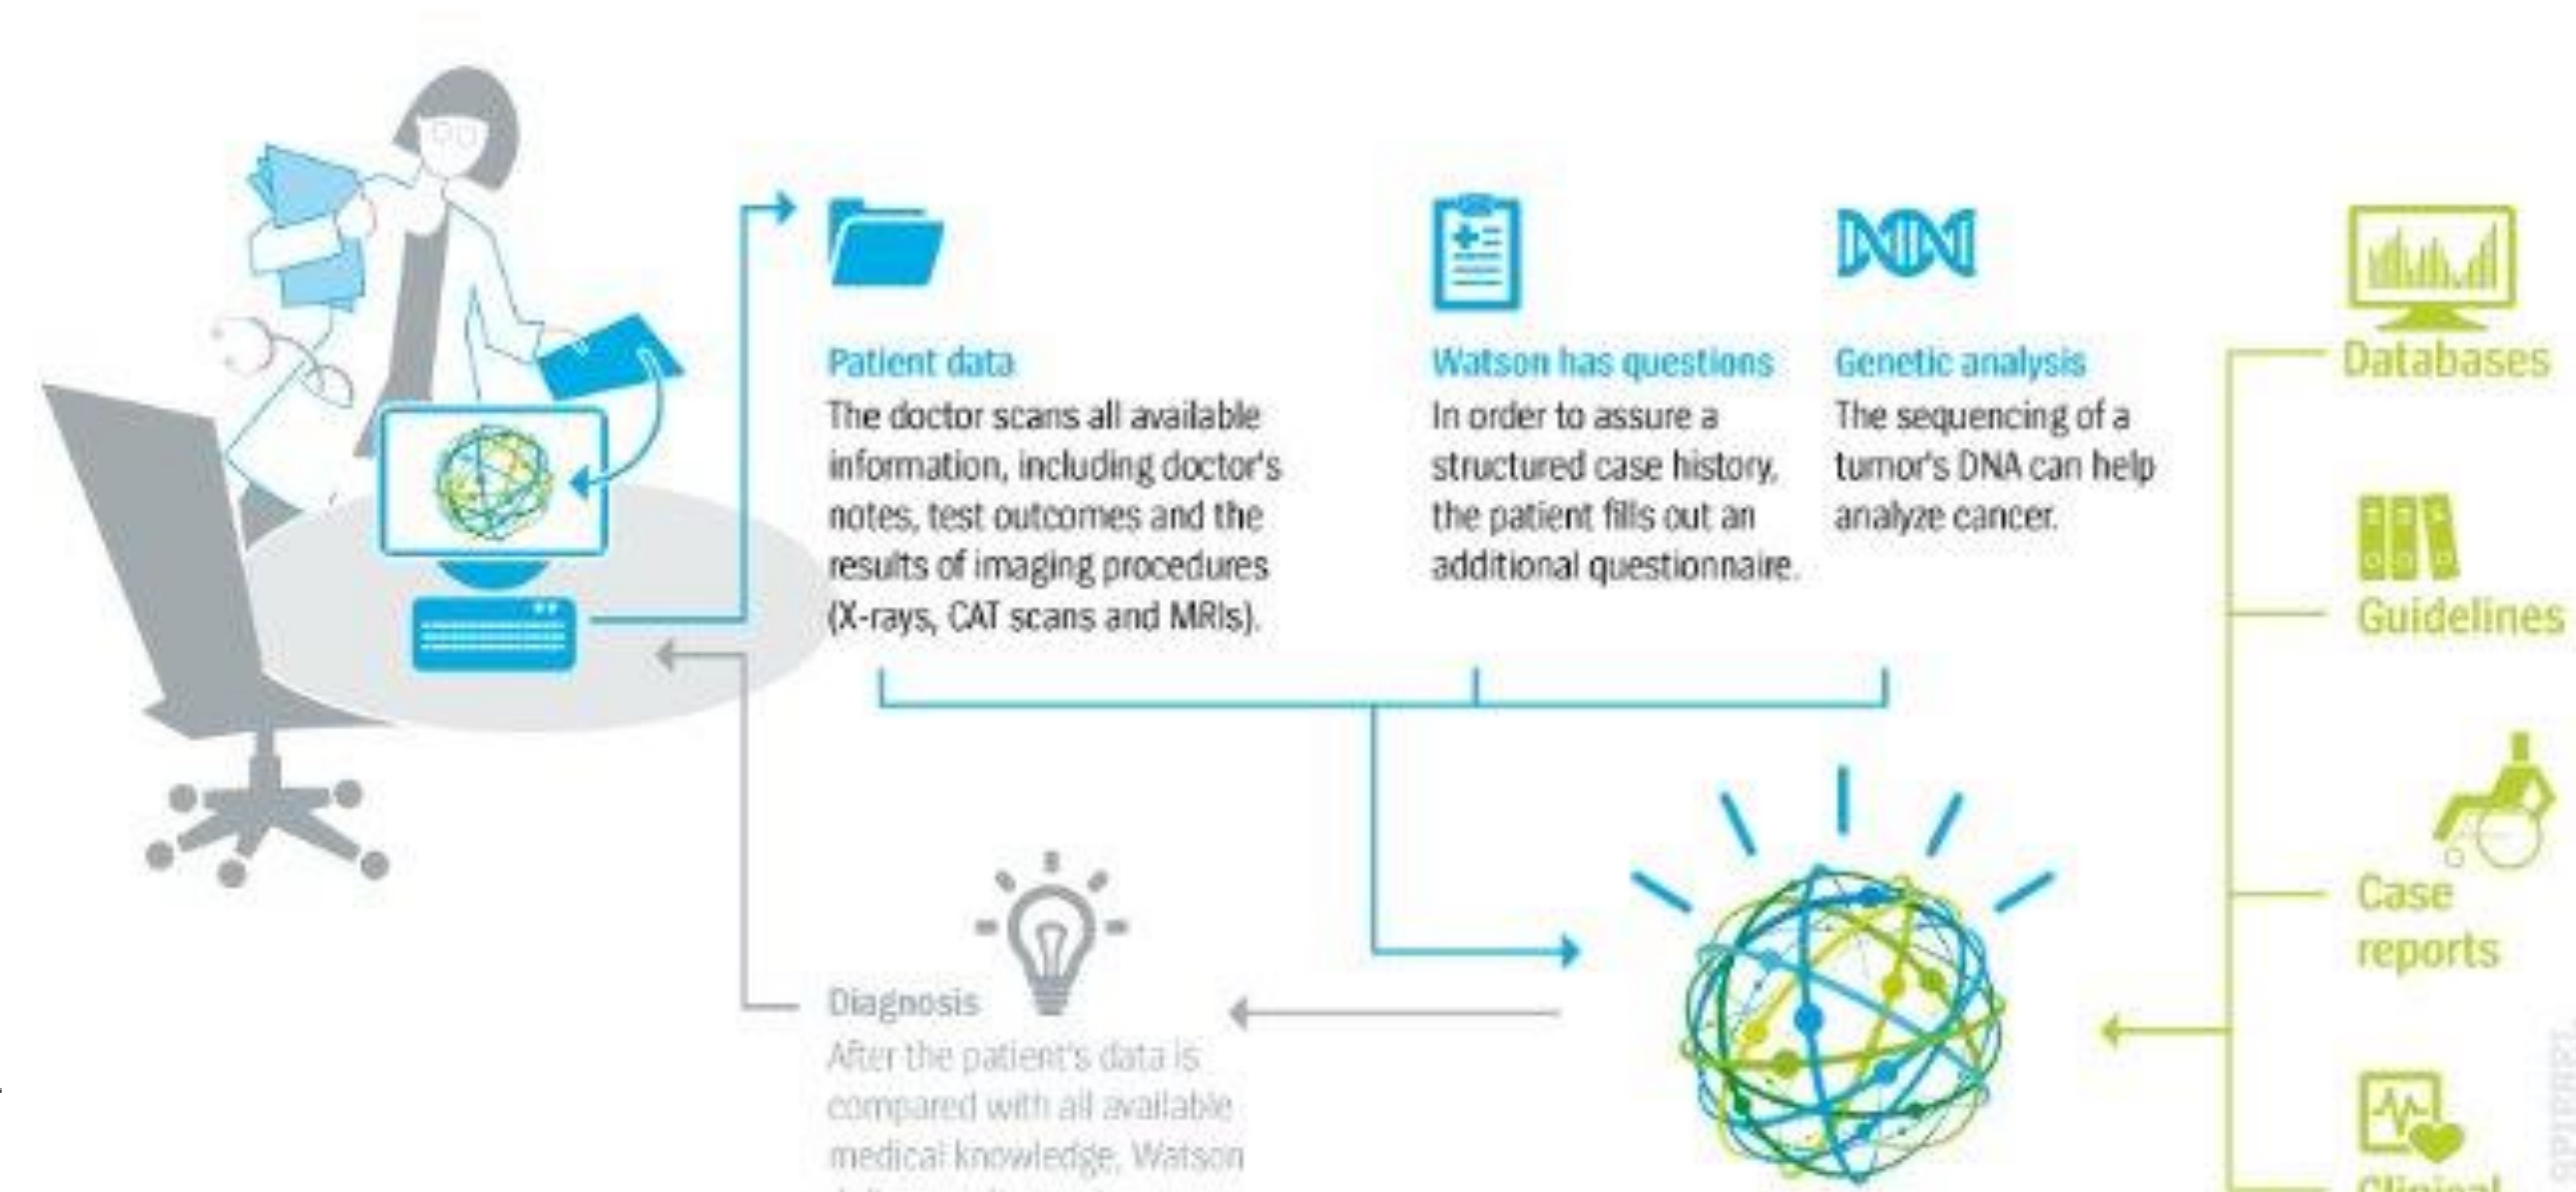 Patient data
The doctor scans all available
information, including doctor's
notes, test outcomes and the
results of imaging procedures
(X-rays, CAT scans and MRIs).
Watson has questions
In order to assure a
structured case history,
the patient fills out an
additional questionnaire.
Genetic analysis
The sequencing of a
tumor's DNA can help
analyze cancer.
Databases
Guidelines
Case
reports
Clinical
Diagnosis
After the patient's data is
compared with all available
medical knowledge, Watson